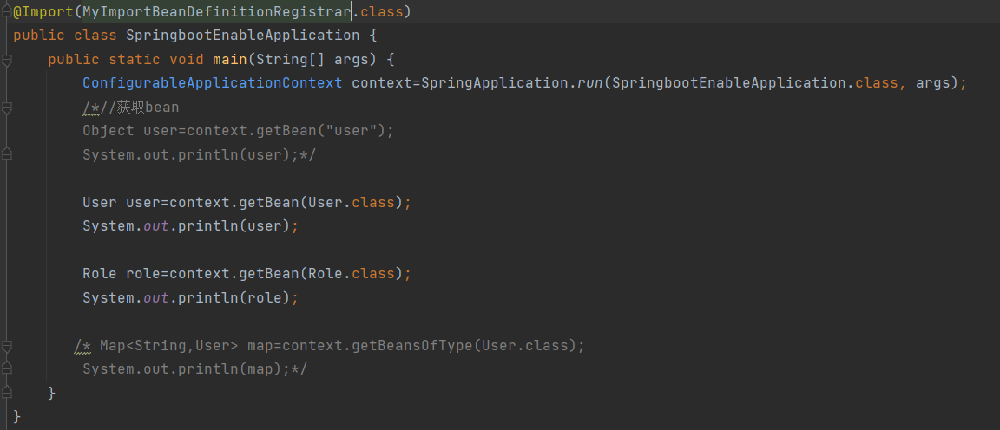 @Import(MyImportBeanDefinitionRegistrar.class)
public class SpringbootEnableApplication {
    public static void main(String[] args) {
        ConfigurableApplicationContext context=SpringApplication.run(SpringbootEnableApplication.class, args);
        /*//获取bean
        Object user=context.getBean("user");
        System.out.println(user);*/
        User user=context.getBean(User.class);
        System.out.println(user);
        Role role=context.getBean(Role.class);
        System.out.println(role);
       /* Map<String,User> map=context.getBeansOfType(User.class);
        System.out.println(map);*/
    }
}